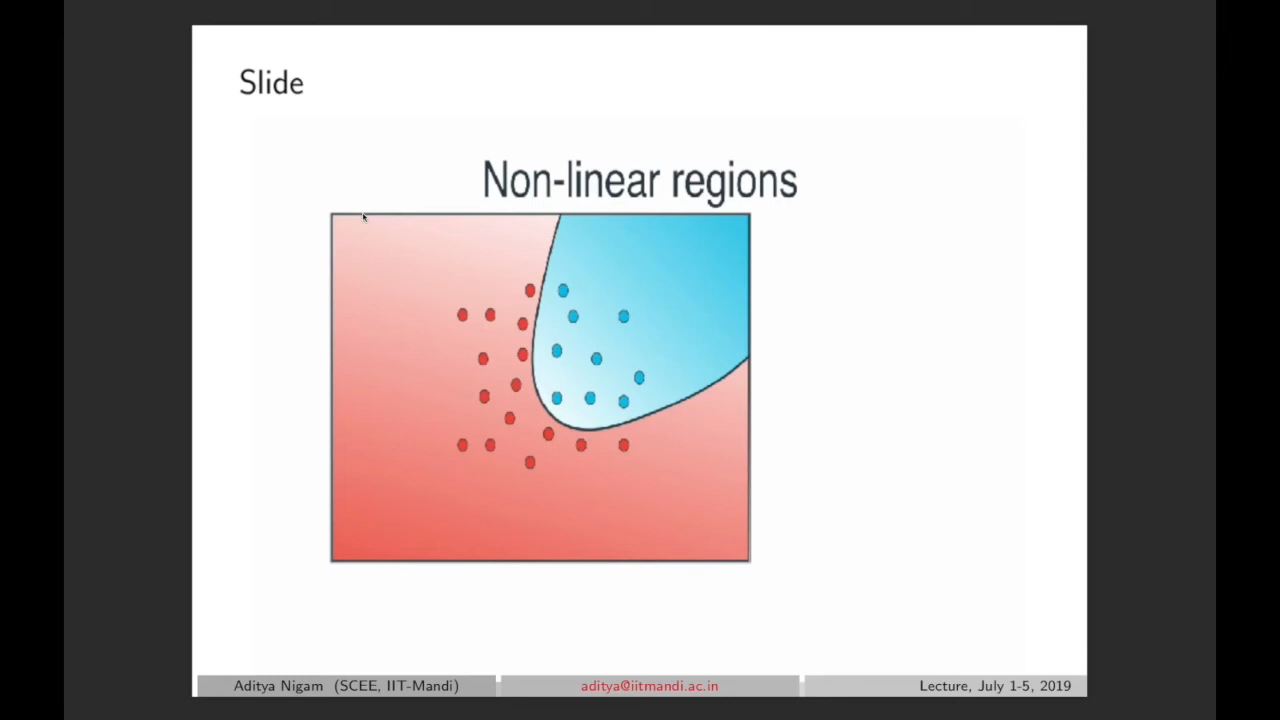 Slide
Non-linear regions
Aditya Nigam (SCEE, IIT-Mandi)
aditya@iitmandi.ac.in
Lecture, July 1-5, 2019